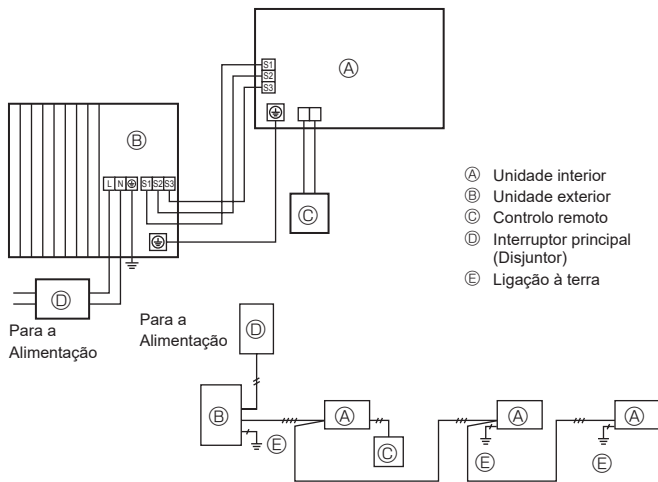 S1
S2
S3
Ⓐ
Ⓑ
L N S1 S2 S3
Ⓒ
Ⓓ
Para a
Alimentação
Ⓐ Unidade interior
Ⓑ Unidade exterior
Ⓒ Controlo remoto
Ⓓ Interruptor principal
(Disjuntor)
Ⓔ Ligação à terra
Para a
Alimentação
Ⓓ
Ⓑ
Ⓔ
Ⓐ
Ⓒ
Ⓐ
Ⓔ
Ⓐ
Ⓔ